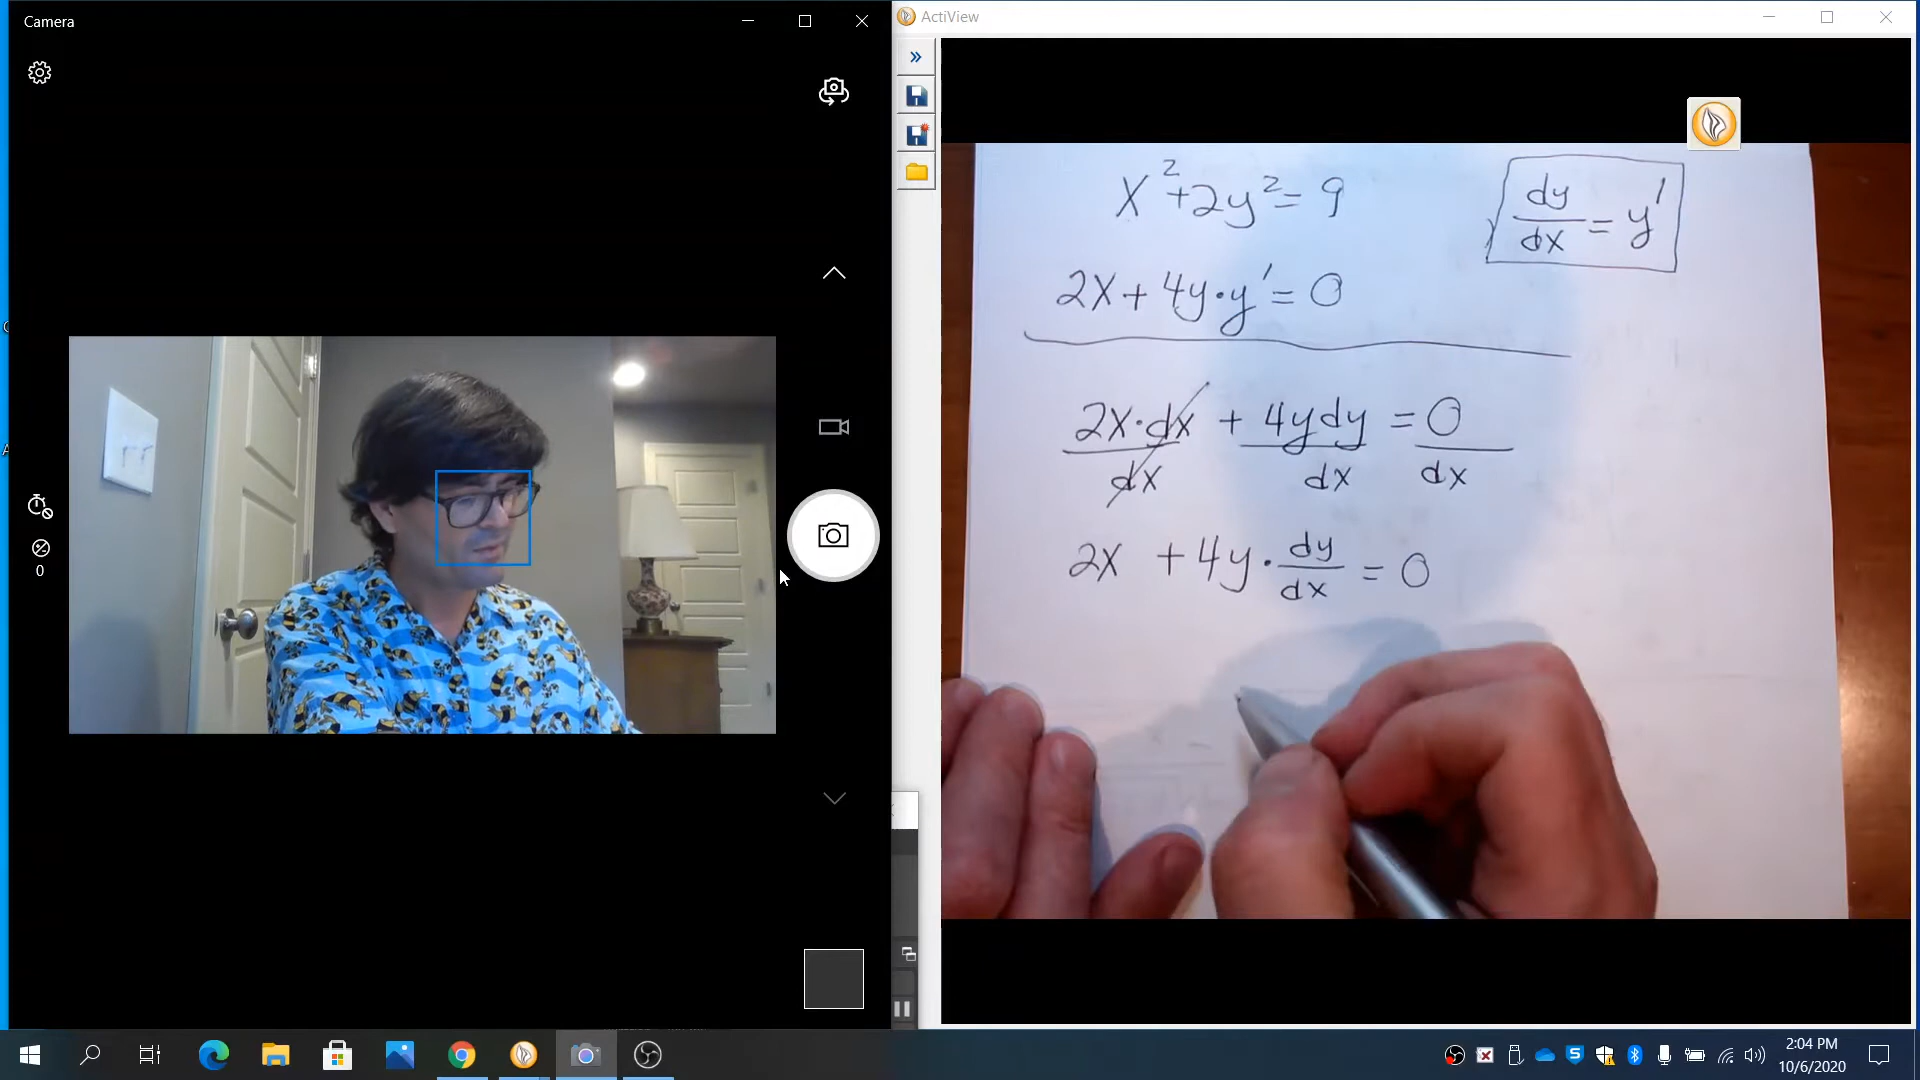 Camera
0
ActiView
x²+2y²= 9
dy/dx = y'
2x+4y·y'= 0
2x·dx/dx + 4ydy/dx = 0/dx
2x +4y·dy/dx = 0
2:04 PM
10/6/2020